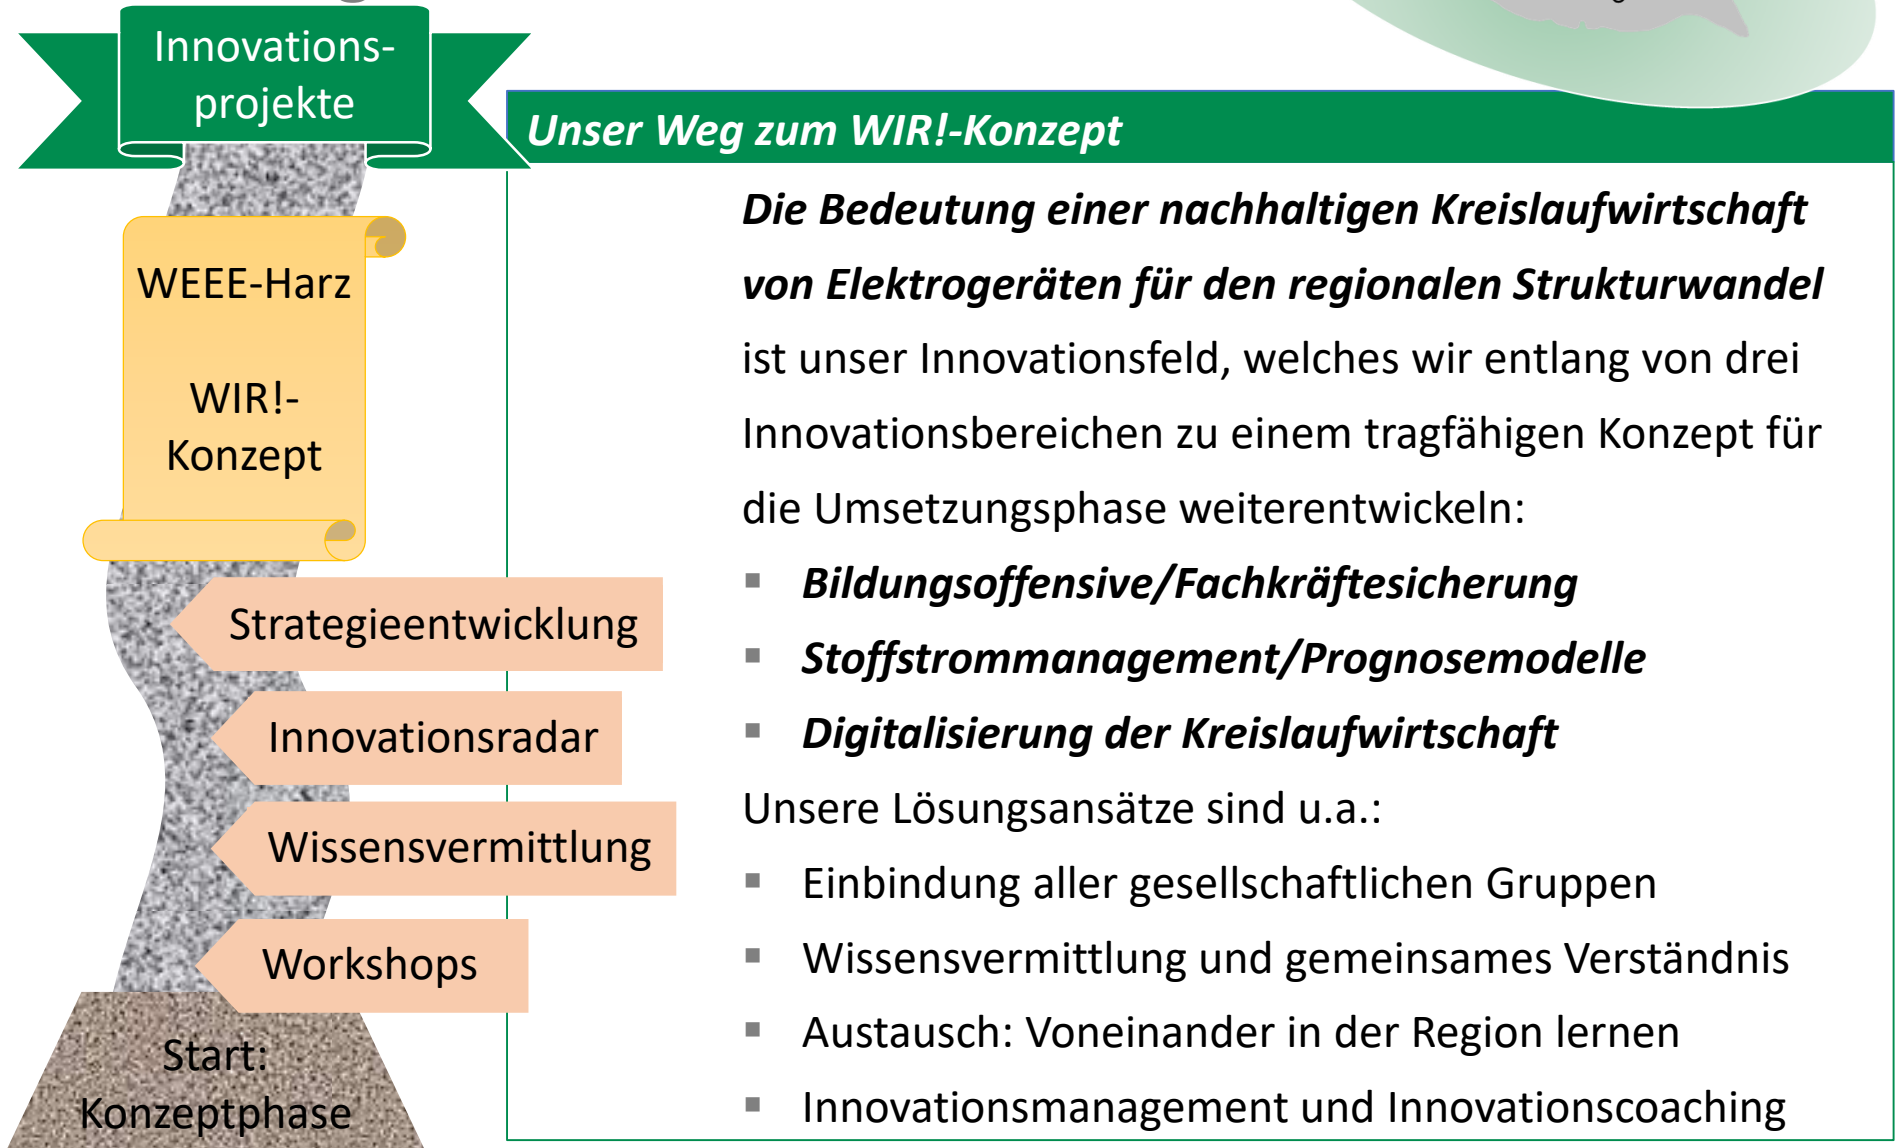 Innovations-
projekte
WEEE-Harz
WIR!-
Konzept
Strategieentwicklung
Innovationsradar
Wissensvermittlung
Workshops
Start:
Konzeptphase
Unser Weg zum WIR!-Konzept
Die Bedeutung einer nachhaltigen Kreislaufwirtschaft
von Elektrogeräten für den regionalen Strukturwandel
ist unser Innovationsfeld, welches wir entlang von drei
Innovationsbereichen zu einem tragfähigen Konzept für
die Umsetzungsphase weiterentwickeln:
▪ Bildungsoffensive/Fachkräftesicherung
▪ Stoffstrommanagement/Prognosemodelle
▪ Digitalisierung der Kreislaufwirtschaft
Unsere Lösungsansätze sind u.a.:
▪ Einbindung aller gesellschaftlichen Gruppen
▪ Wissensvermittlung und gemeinsames Verständnis
▪ Austausch: Voneinander in der Region lernen
▪ Innovationsmanagement und Innovationscoaching